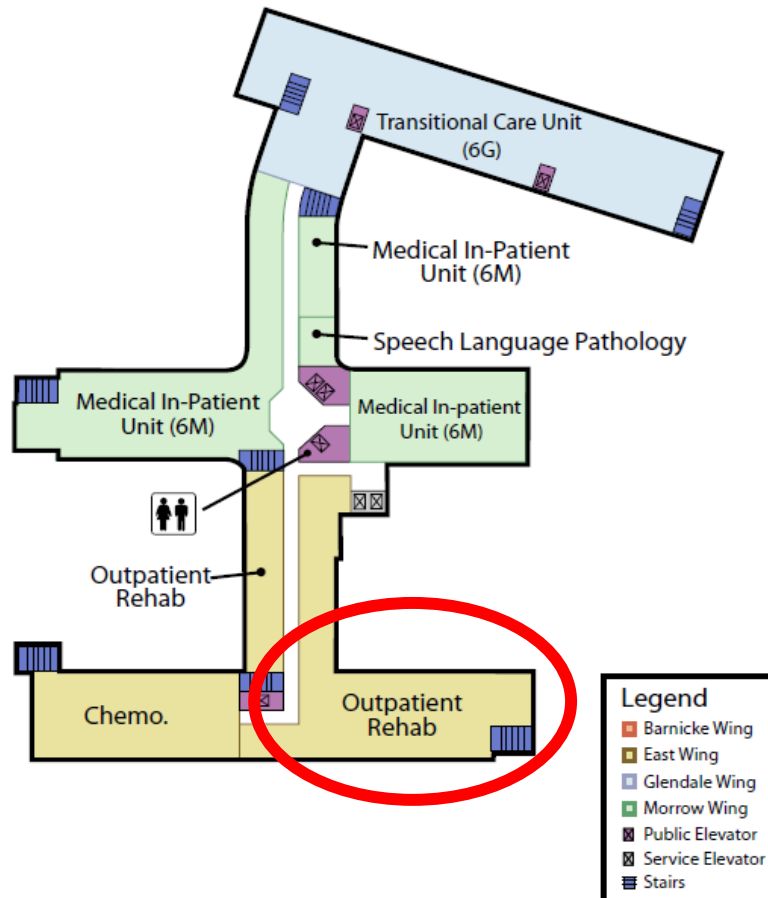 Transitional Care Unit
(6G)
Medical In-Patient
Unit (6M)
Speech Language Pathology
Medical In-Patient
Unit (6M)
Medical In-patient
Unit (6M)
Outpatient
Rehab
Chemo.
Outpatient
Rehab
Legend
Barnicke Wing
East Wing
Glendale Wing
Morrow Wing
Public Elevator
Service Elevator
Stairs